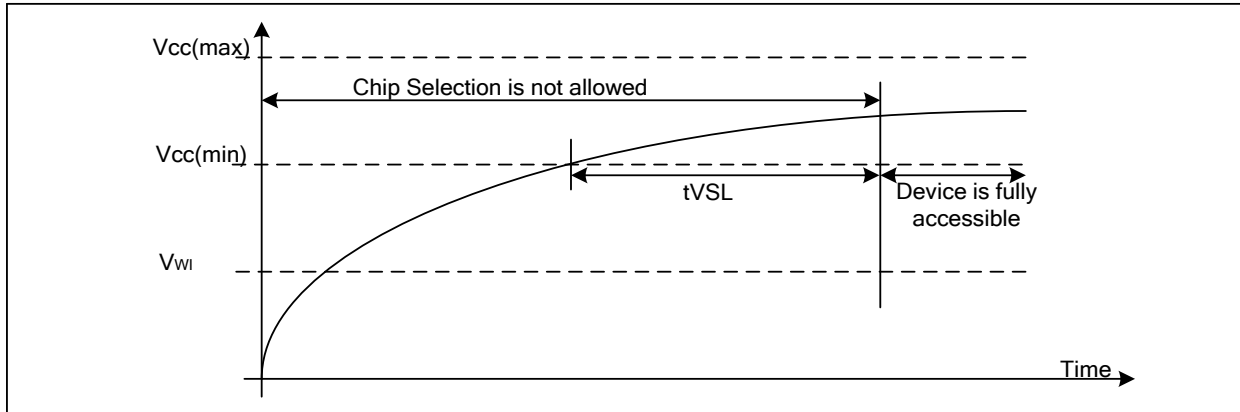 Vcc(max)
Chip Selection is not allowed
Vcc(min)
tVSL
Device is fully
accessible
VWI
Time